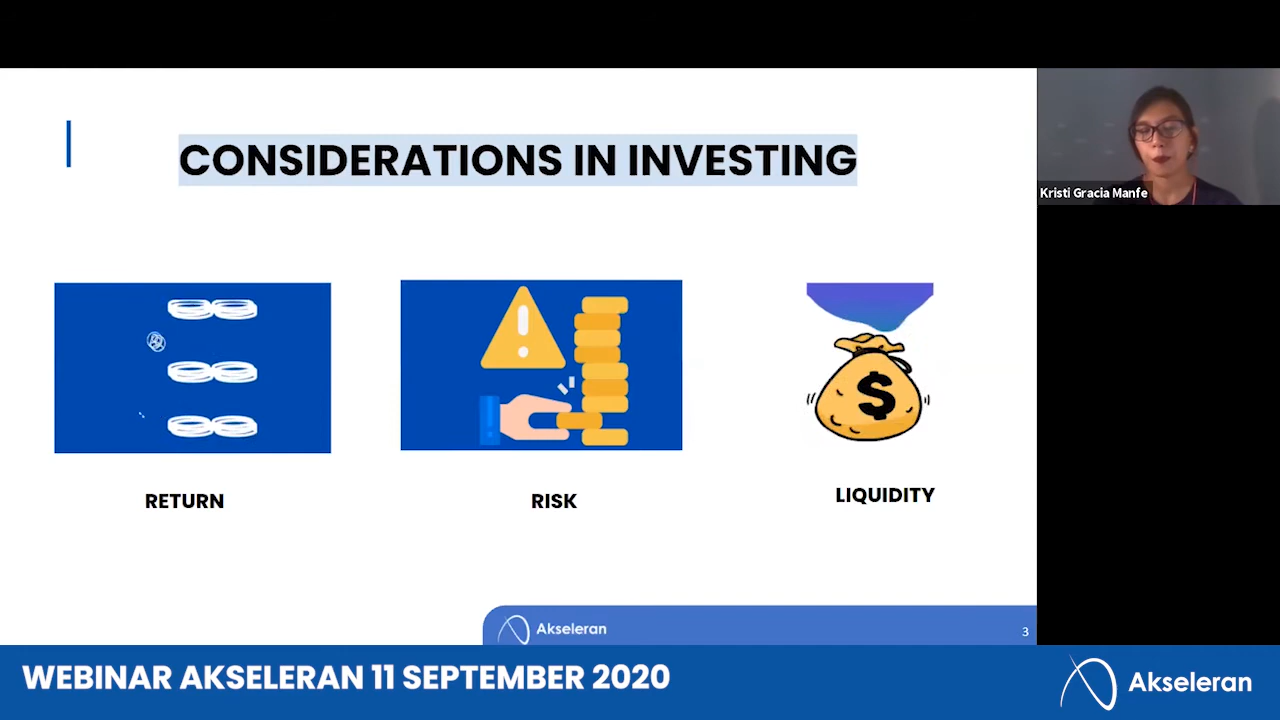 CONSIDERATIONS IN INVESTING
Kristi Gracia Manfe
$
RETURN
RISK
LIQUIDITY
Akseleran
3
WEBINAR AKSELERAN 11 SEPTEMBER 2020
Akseleran